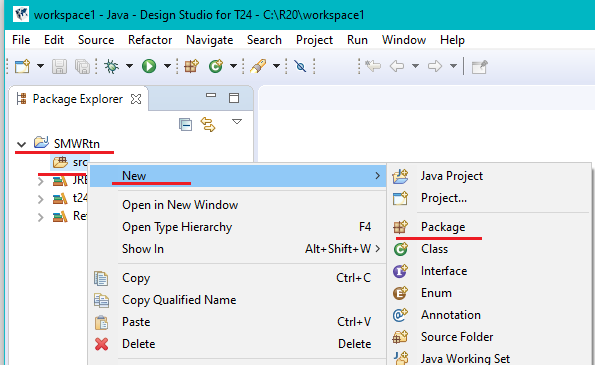 workspace1 - Java - Design Studio for T24 - C:\R20\workspace1
File Edit Source Refactor Navigate Search Project Run Window Help
Package Explorer
SMWRtn
src
New
Open in New Window
Open Type Hierarchy F4
Show In Alt+Shift+W
Copy Ctrl+C
Copy Qualified Name
Paste Ctrl+V
Delete Delete
Java Project
Project...
Package
Class
Interface
Enum
Annotation
Source Folder
Java Working Set